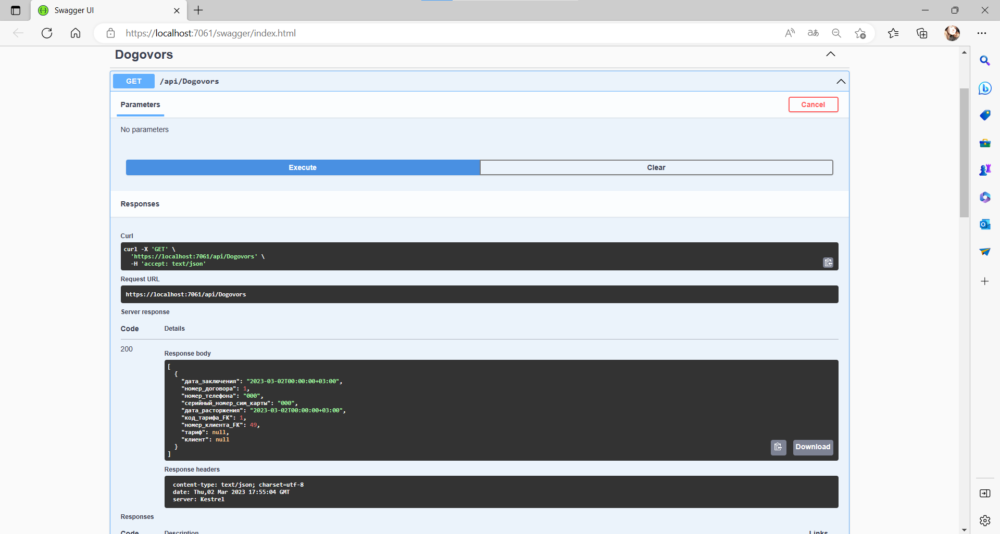 Swagger UI
https://localhost:7061/swagger/index.html
Dogovors
GET /api/Dogovors
Parameters
Cancel
No parameters
Execute
Clear
Responses
Curl
curl -X 'GET' \
'https://localhost:7061/api/Dogovors' \
-H 'accept: text/json'
Request URL
https://localhost:7061/api/Dogovors
Server response
Code Details
200
Response body
[
{
"дата_заключения": "2023-03-02T00:00:00+03:00",
"номер_договора": 1,
"номер_телефона": "000",
"серийный_номер_сим_карты": "000",
"дата_расторжения": "2023-03-02T00:00:00+03:00",
"код_тарифа_FK": 1,
"номер_клиента_FK": 49,
"тариф": null,
"клиент": null
}
]
Download
Response headers
content-type: text/json; charset=utf-8
date: Thu,02 Mar 2023 17:55:04 GMT
server: Kestrel
Responses
Code Description Links